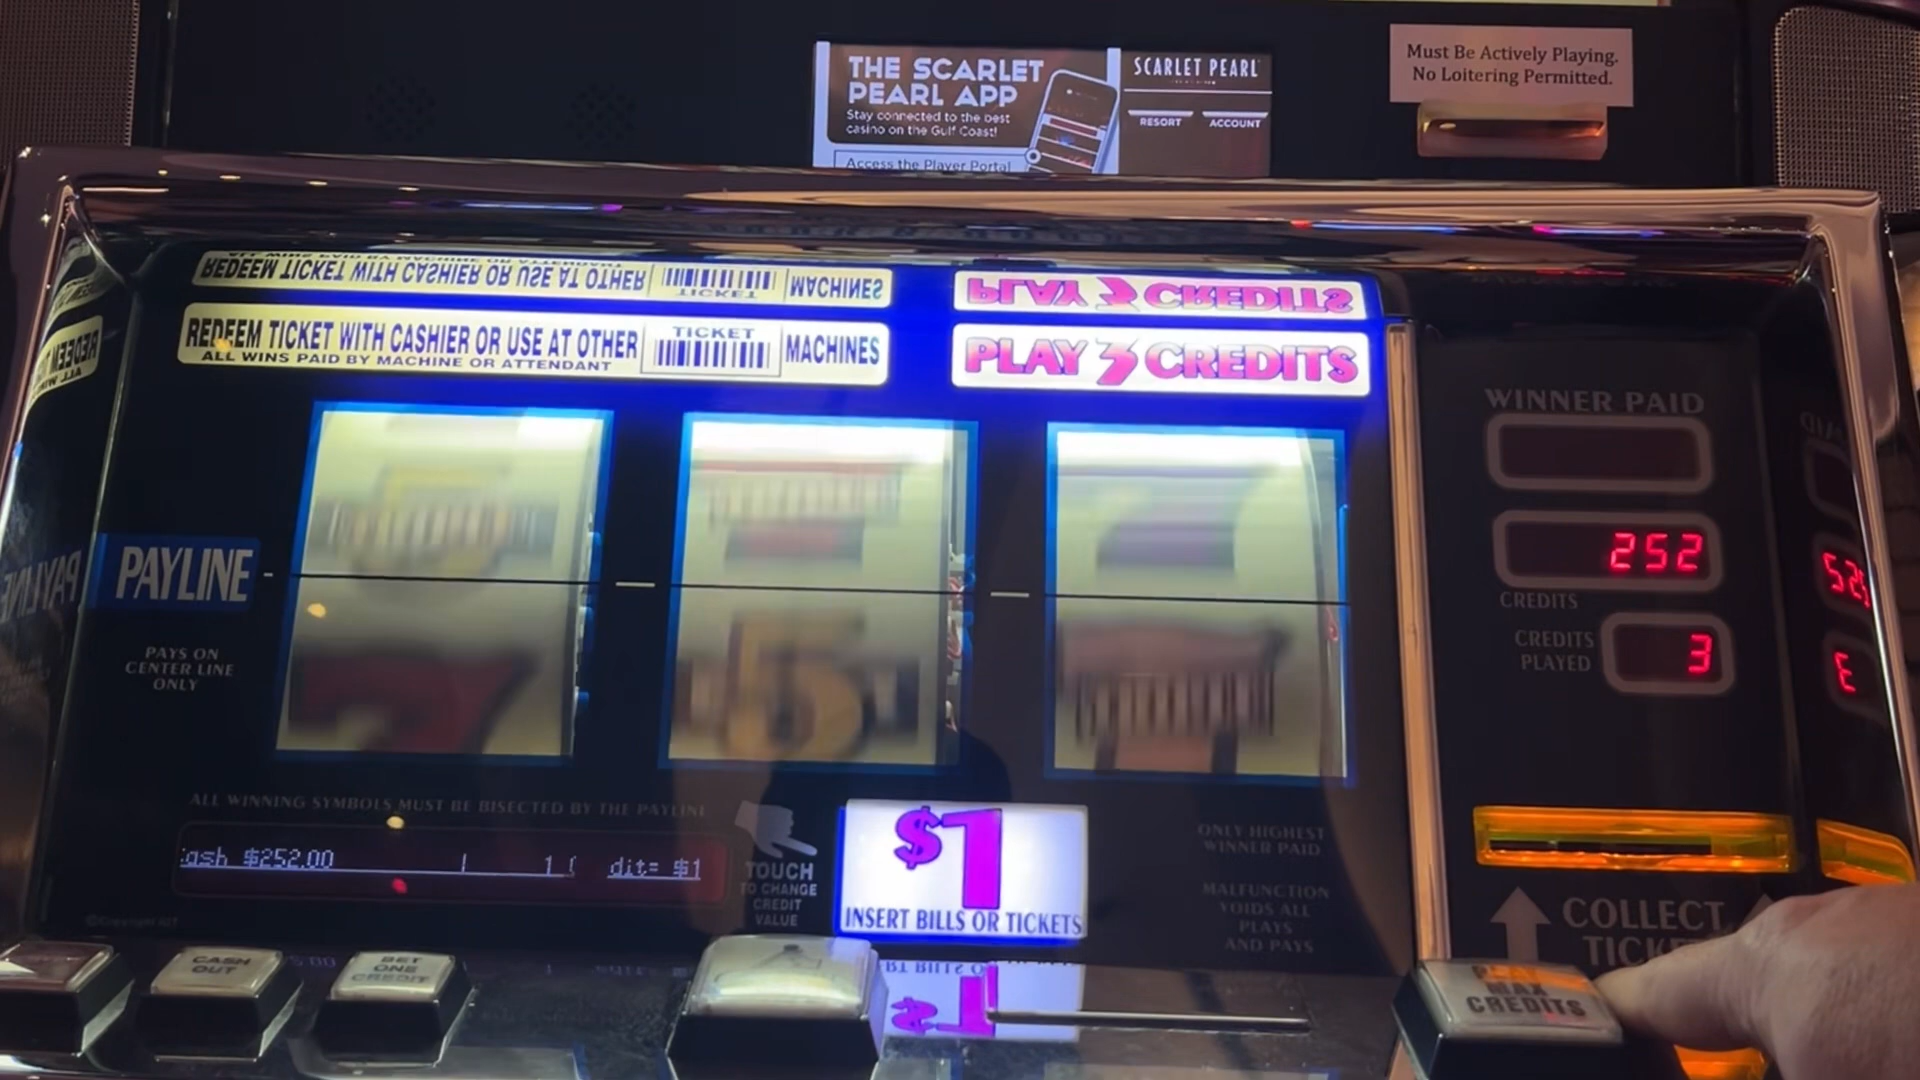 THE SCARLET
PEARL APP
Stay connected to the best
casino on the Gulf Coast!
Access the Player Portal
SCARLET PEARL
RESORT
ACCOUNT
Must Be Actively Playing.
No Loitering Permitted.
REDEEM TICKET WITH CASHIER OR USE AT OTHER
TICKET
MACHINES
ALL WINS PAID BY MACHINE OR ATTENDANT
PLAY 3 CREDITS
WINNER PAID
252
CREDITS
CREDITS
PLAYED
3
PAYLINE
PAYS ON
CENTER LINE
ONLY
ALL WINNING SYMBOLS MUST BE BISECTED BY THE PAYLINE
ash $252.00
dit= $1
TOUCH
TO CHANGE
CREDIT
VALUE
$1
INSERT BILLS OR TICKETS
ONLY HIGHEST
WINNER PAID
MALFUNCTION
VOIDS ALL
PLAYS
AND PAYS
COLLECT
CASH
OUT
BET
ONE
CREDIT
MAX
CREDITS